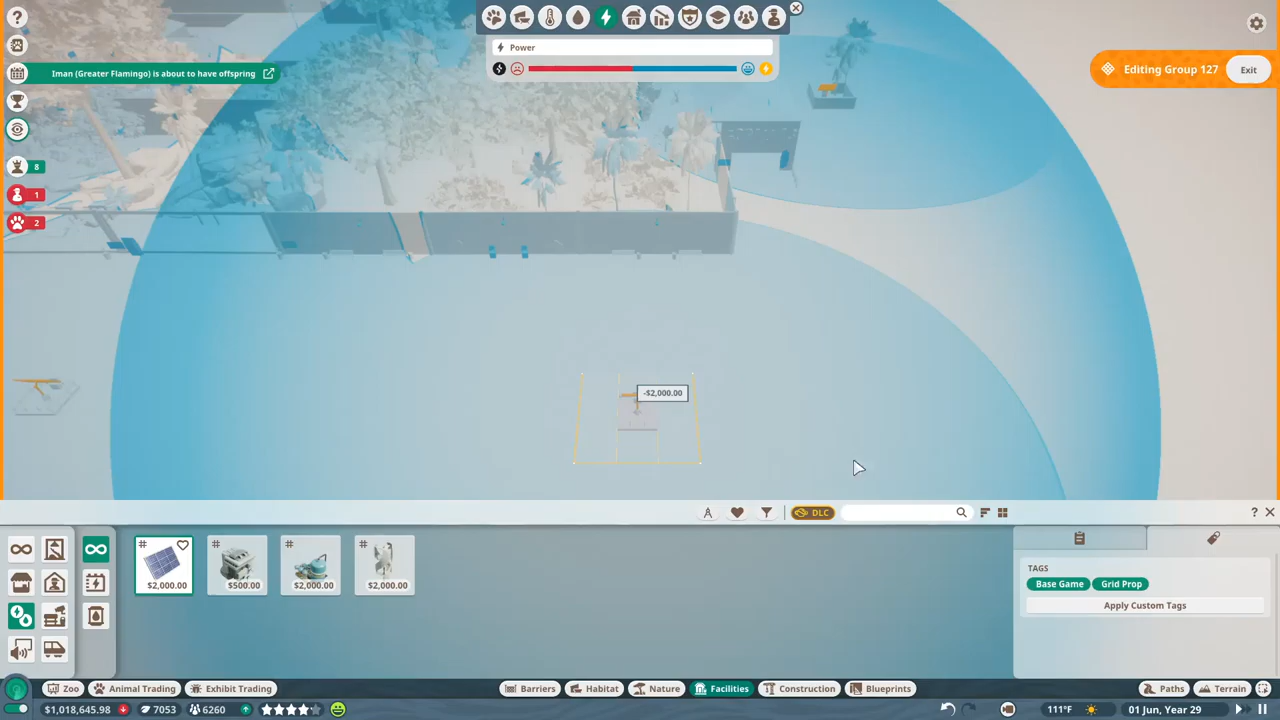 ?
Power
Iman (Greater Flamingo) is about to have offspring
Editing Group 127
Exit
8
1
2
-$2,000.00
DLC
?
$2,000.00
$500.00
$2,000.00
$2,000.00
TAGS
Base Game
Grid Prop
Apply Custom Tags
Zoo
Animal Trading
Exhibit Trading
Barriers
Habitat
Nature
Facilities
Construction
Blueprints
Paths
Terrain
$1,018,645.98
7053
6260
111°F
01 Jun, Year 29